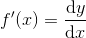 f′(x) = dy/dx